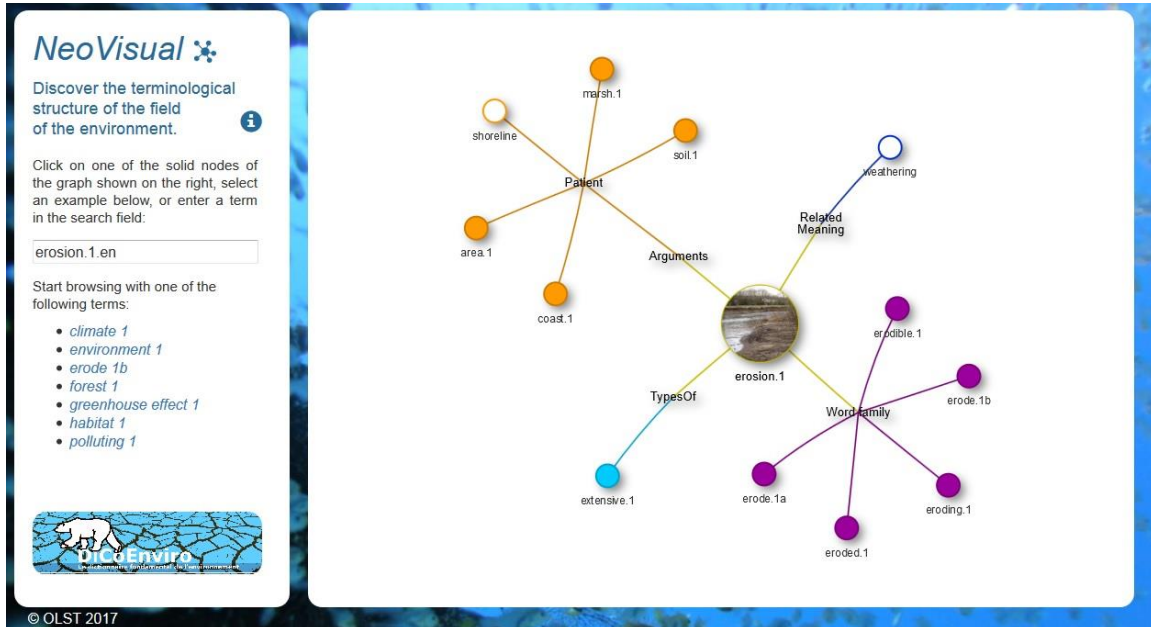 NeoVisual
Discover the terminological
structure of the field
of the environment.
Click on one of the solid nodes of
the graph shown on the right, select
an example below, or enter a term
in the search field:
erosion.1.en
Start browsing with one of the
following terms:
climate 1
environment 1
erode 1b
forest 1
greenhouse effect 1
habitat 1
polluting 1
DiCoEnviro
Le dictionnaire fondamental de l'environnement
© OLST 2017
marsh.1
shoreline
soil.1
Patient
area.1
coast.1
Arguments
weathering
Related
Meaning
erosion.1
TypesOf
extensive.1
erodible.1
erode.1b
Word family
erode.1a
eroding.1
eroded.1